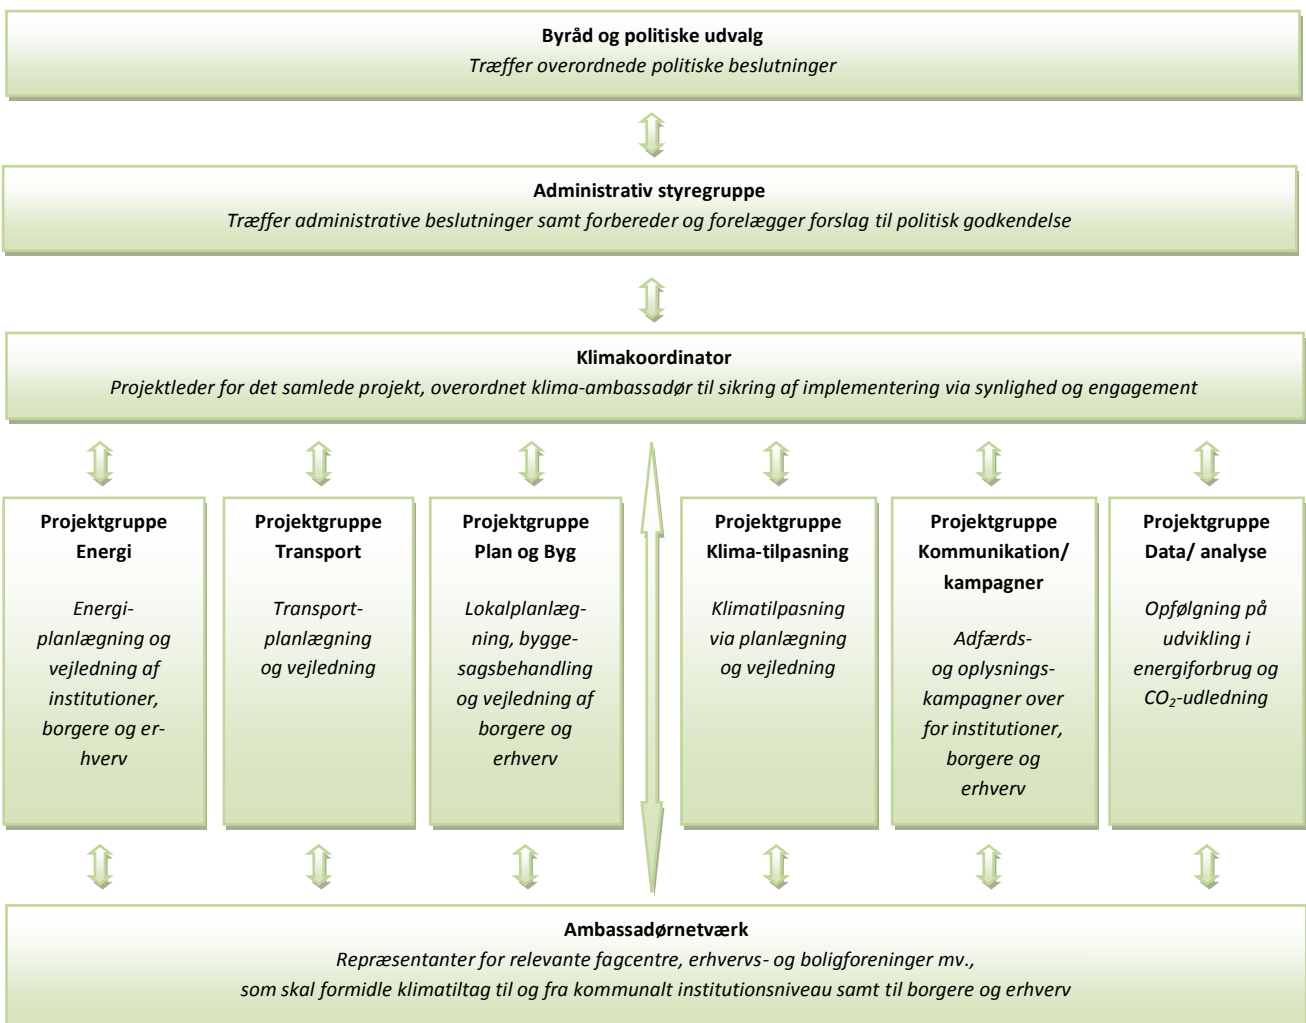 Byråd og politiske udvalg
Træffer overordnede politiske beslutninger
Administrativ styregruppe
Træffer administrative beslutninger samt forbereder og forelægger forslag til politisk godkendelse
Klimakoordinator
Projektleder for det samlede projekt, overordnet klima-ambassadør til sikring af implementering via synlighed og engagement
Projektgruppe
Energi
Energi-
planlægning og
vejledning af
institutioner,
borgere og er-
hverv
Projektgruppe
Transport
Transport-
planlægning
og vejledning
Projektgruppe
Plan og Byg
Lokalplanlæg-
ning, bygge-
sagsbehandling
og vejledning af
borgere og
erhverv
Projektgruppe
Klima-tilpasning
Klimatilpasning
via planlægning
og vejledning
Projektgruppe
Kommunikation/
kampagner
Adfærds-
og oplysnings-
kampagner over
for institutioner,
borgere og
erhverv
Projektgruppe
Data/ analyse
Opfølgning på
udvikling i
energiforbrug og
CO₂-udledning
Ambassadørnetværk
Repræsentanter for relevante fagcentre, erhvervs- og boligforeninger mv.,
som skal formidle klimatiltag til og fra kommunalt institutionsniveau samt til borgere og erhverv